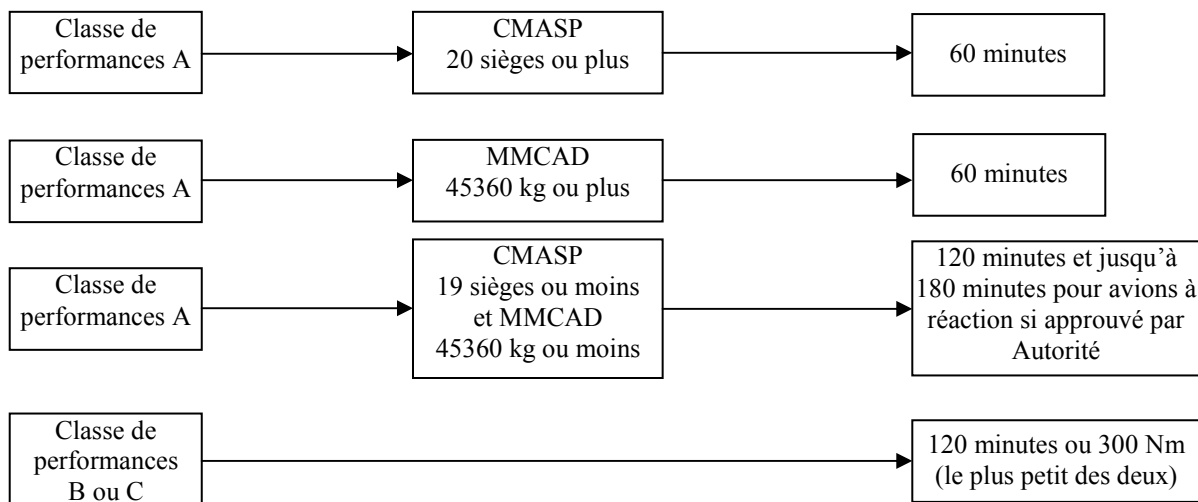 Classe de
performances A
CMASP
20 sièges ou plus
60 minutes
Classe de
performances A
MMCAD
45360 kg ou plus
60 minutes
Classe de
performances A
CMASP
19 sièges ou moins
et MMCAD
45360 kg ou moins
120 minutes et jusqu’à
180 minutes pour avions à
réaction si approuvé par
Autorité
Classe de
performances
B ou C
120 minutes ou 300 Nm
(le plus petit des deux)